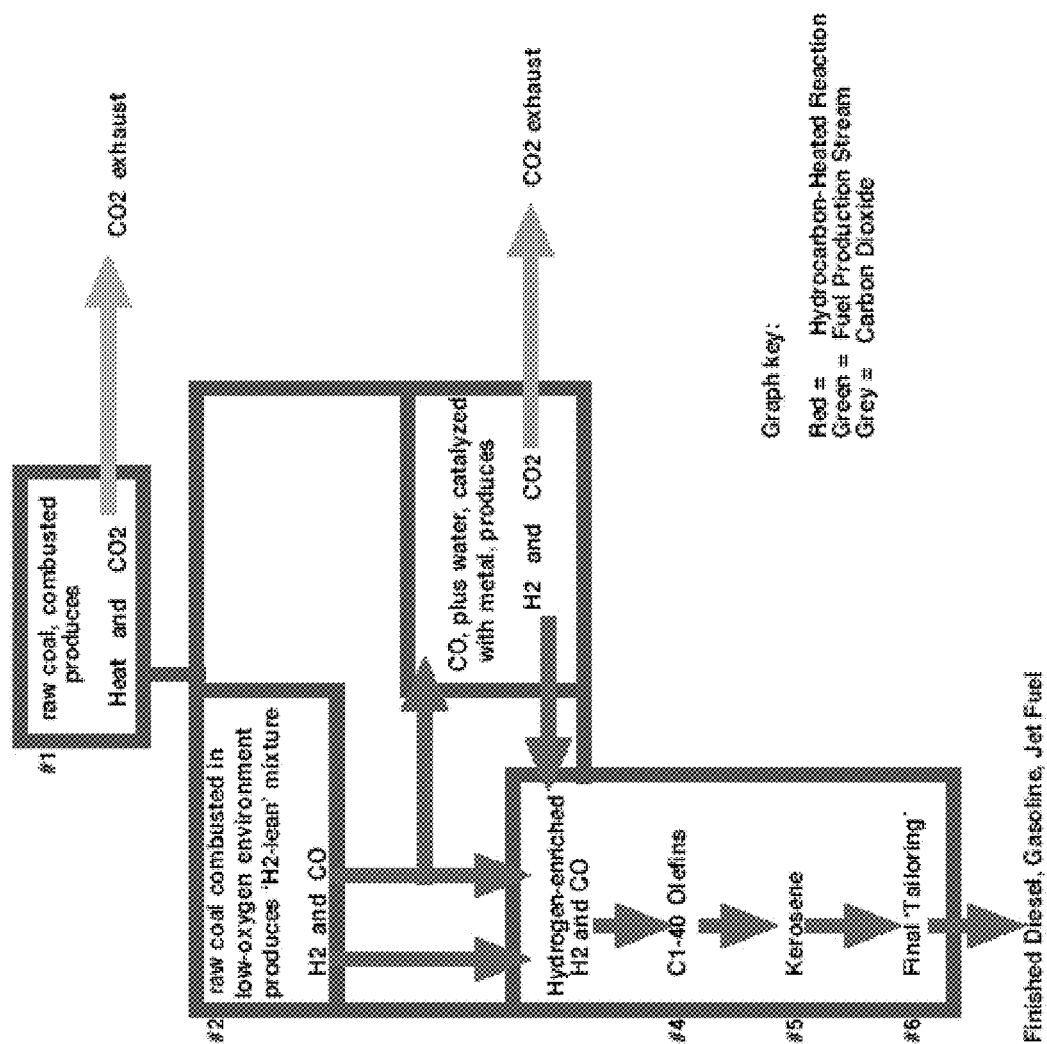 #1
raw coal, combusted
produces
Heat and CO2
CO2 exhaust
#2
raw coal combusted in
low-oxygen environment
produces 'H2-lean' mixture
H2 and CO
CO, plus water, catalyzed
with metal, produces
H2 and CO2
CO2 exhaust
Hydrogen-enriched
H2 and CO
#4
C1-40 Olefins
#5
Kerosene
#6
Final 'Tailoring'
Finished Diesel, Gasoline, Jet Fuel
Graph key:
Red = Hydrocarbon-Heated Reaction
Green = Fuel Production Stream
Grey = Carbon Dioxide